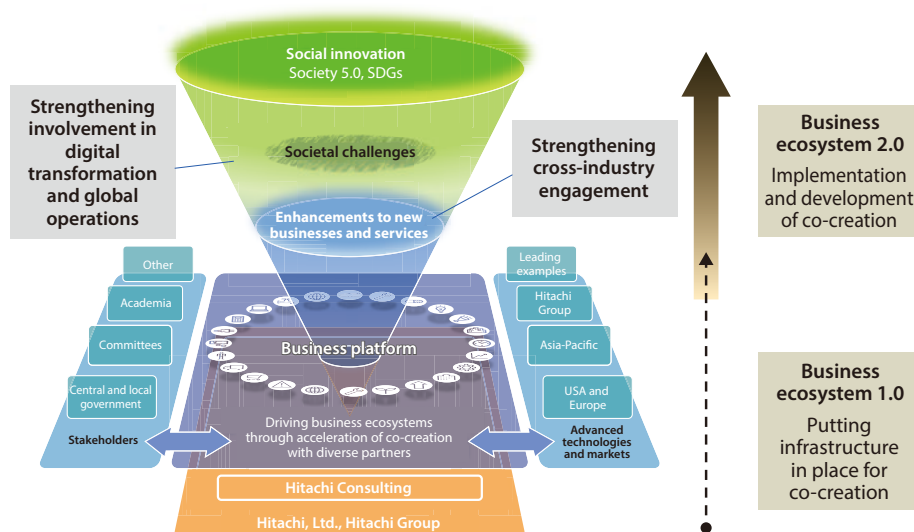 Social innovation
Society 5.0, SDGs
Strengthening
involvement in
digital
transformation
and global
operations
Societal challenges
Strengthening
cross-industry
engagement
Enhancements to new
businesses and services
Business
ecosystem 2.0
Implementation
and development
of co-creation
Other
Academia
Committees
Central and local
government
Stakeholders
Business platform
Driving business ecosystems
through acceleration of co-creation
with diverse partners
Leading
examples
Hitachi
Group
Asia-Pacific
USA and
Europe
Advanced
technologies
and markets
Business
ecosystem 1.0
Putting
infrastructure
in place for
co-creation
Hitachi Consulting
Hitachi, Ltd., Hitachi Group